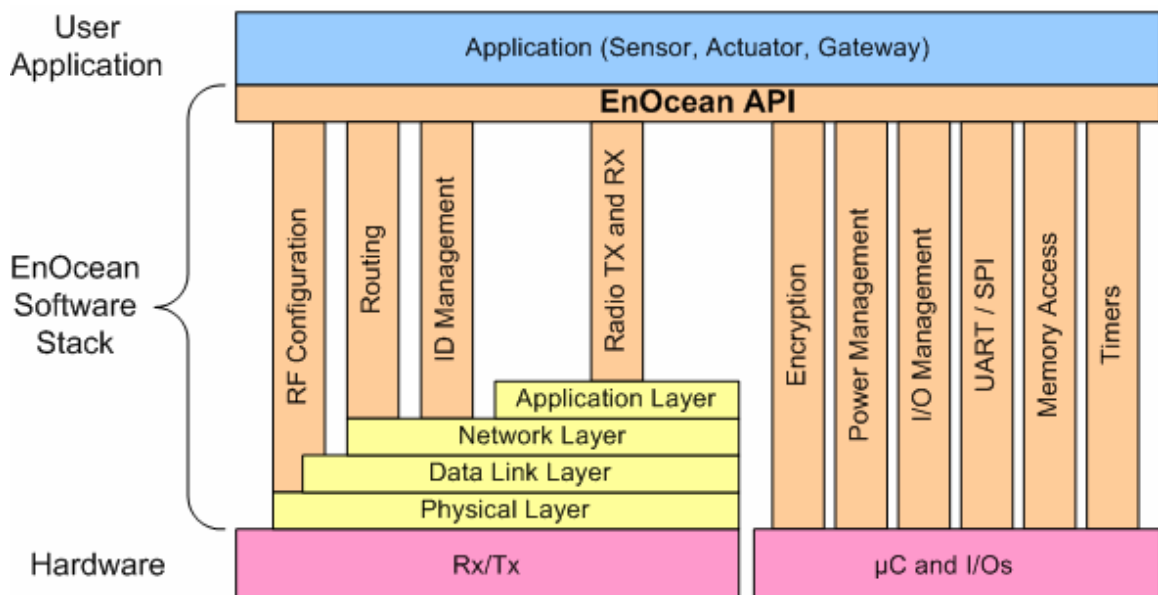 User
Application
Application (Sensor, Actuator, Gateway)
EnOcean API
EnOcean
Software
Stack
RF Configuration
Routing
ID Management
Radio TX and RX
Encryption
Power Management
I/O Management
UART / SPI
Memory Access
Timers
Application Layer
Network Layer
Data Link Layer
Physical Layer
Hardware
Rx/Tx
µC and I/Os